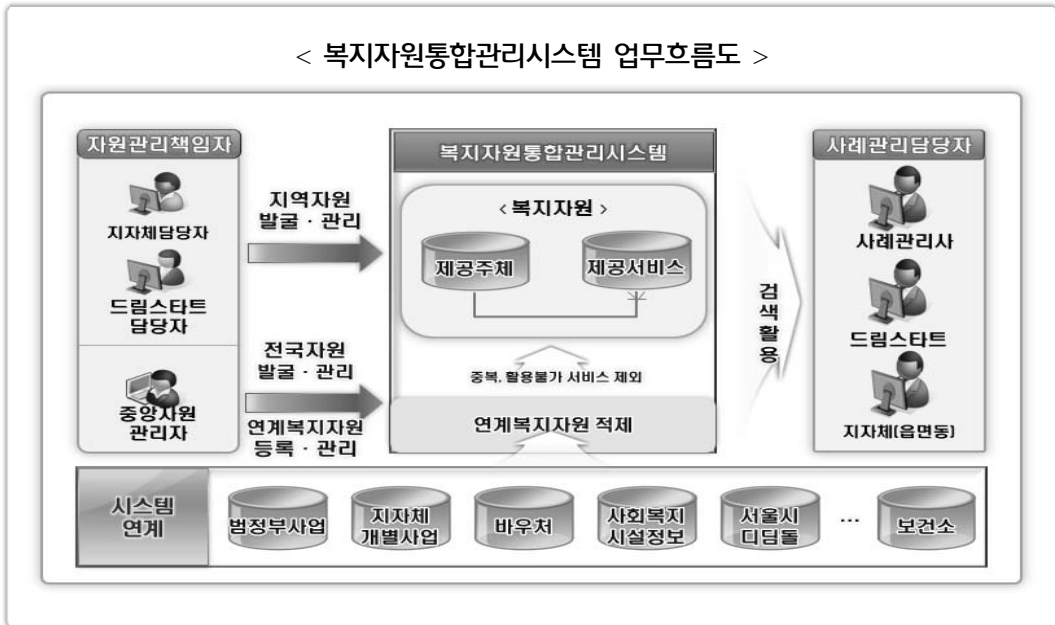 < 복지자원통합관리시스템 업무흐름도 >
자원관리책임자
지자체담당자
드림스타트
담당자
중앙자원
관리자
지역자원
발굴 · 관리
전국자원
발굴 · 관리
연계복지자원
등록 · 관리
복지자원통합관리시스템
< 복지자원 >
제공주체
제공서비스
중복, 활용불가 서비스 제외
연계복지자원 적제
검
색
활
용
사례관리담당자
사례관리사
드림스타트
지자체(읍면동)
시스템
연계
범정부사업
지자체
개별사업
바우처
사회복지
시설정보
서울시
디딤돌
...
보건소